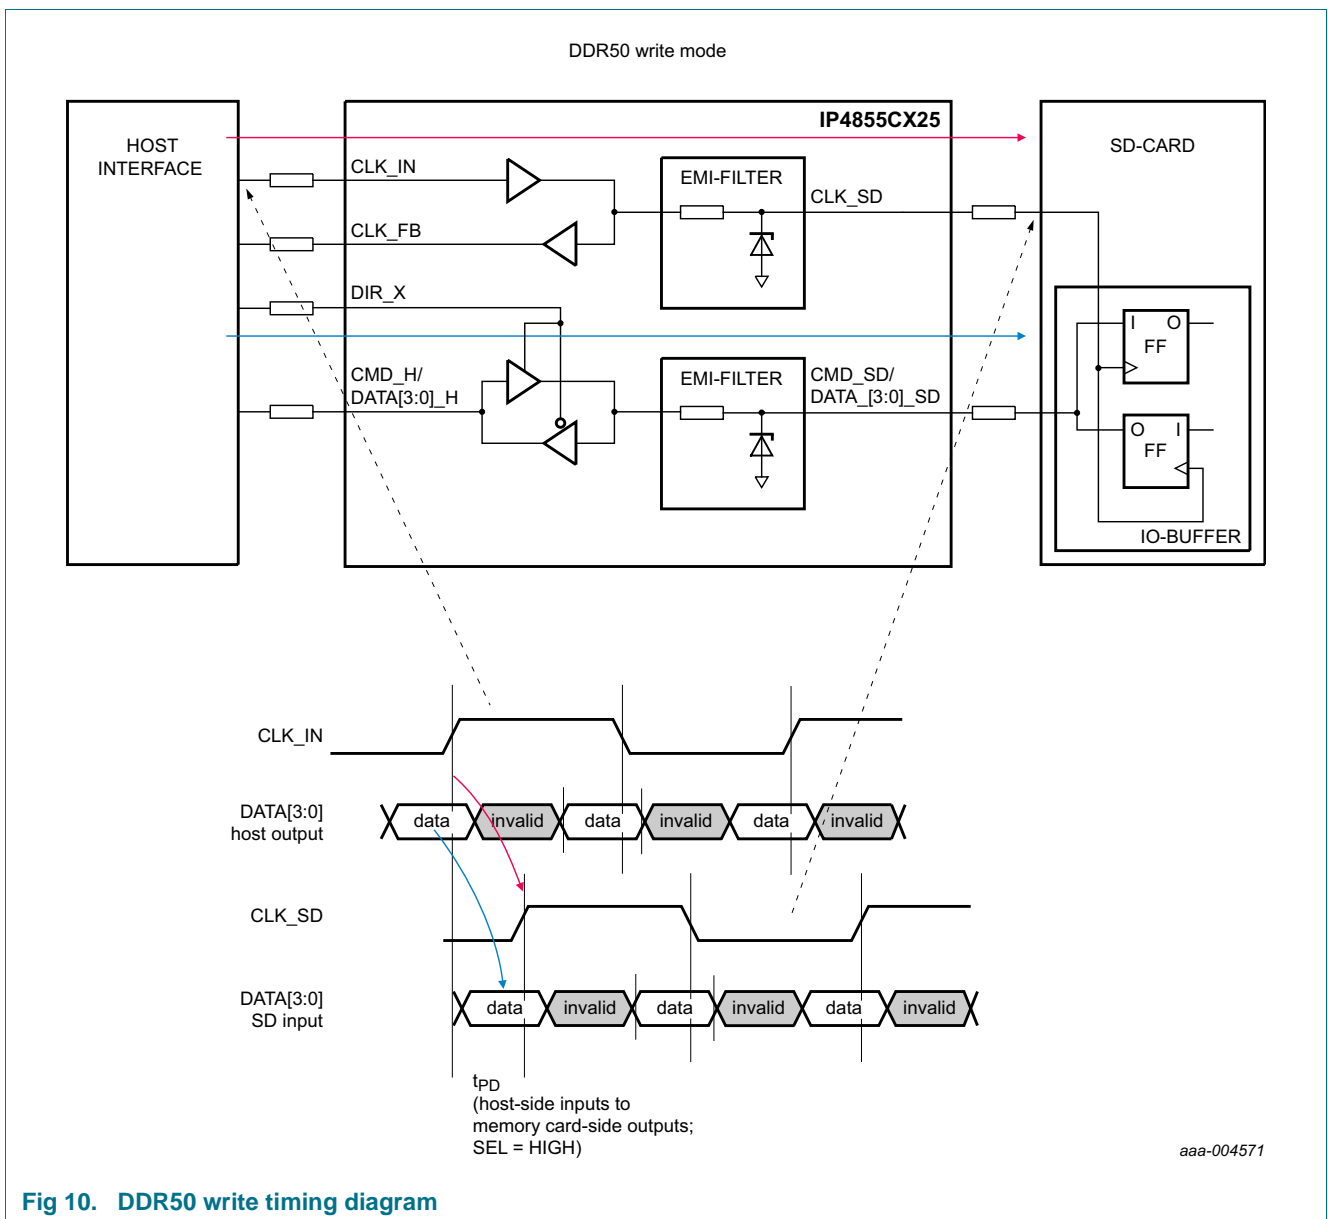 DDR50 write mode
HOST
INTERFACE
IP4855CX25
SD-CARD
CLK_IN
EMI-FILTER
CLK_SD
CLK_FB
DIR_X
I O
FF
CMD_H/
DATA[3:0]_H
EMI-FILTER
CMD_SD/
DATA_[3:0]_SD
O I
FF
IO-BUFFER
CLK_IN
DATA[3:0]
host output
data invalid data invalid data invalid
CLK_SD
DATA[3:0]
SD input
data invalid data invalid data invalid
tPD
(host-side inputs to
memory card-side outputs;
SEL = HIGH)
aaa-004571
Fig 10. DDR50 write timing diagram